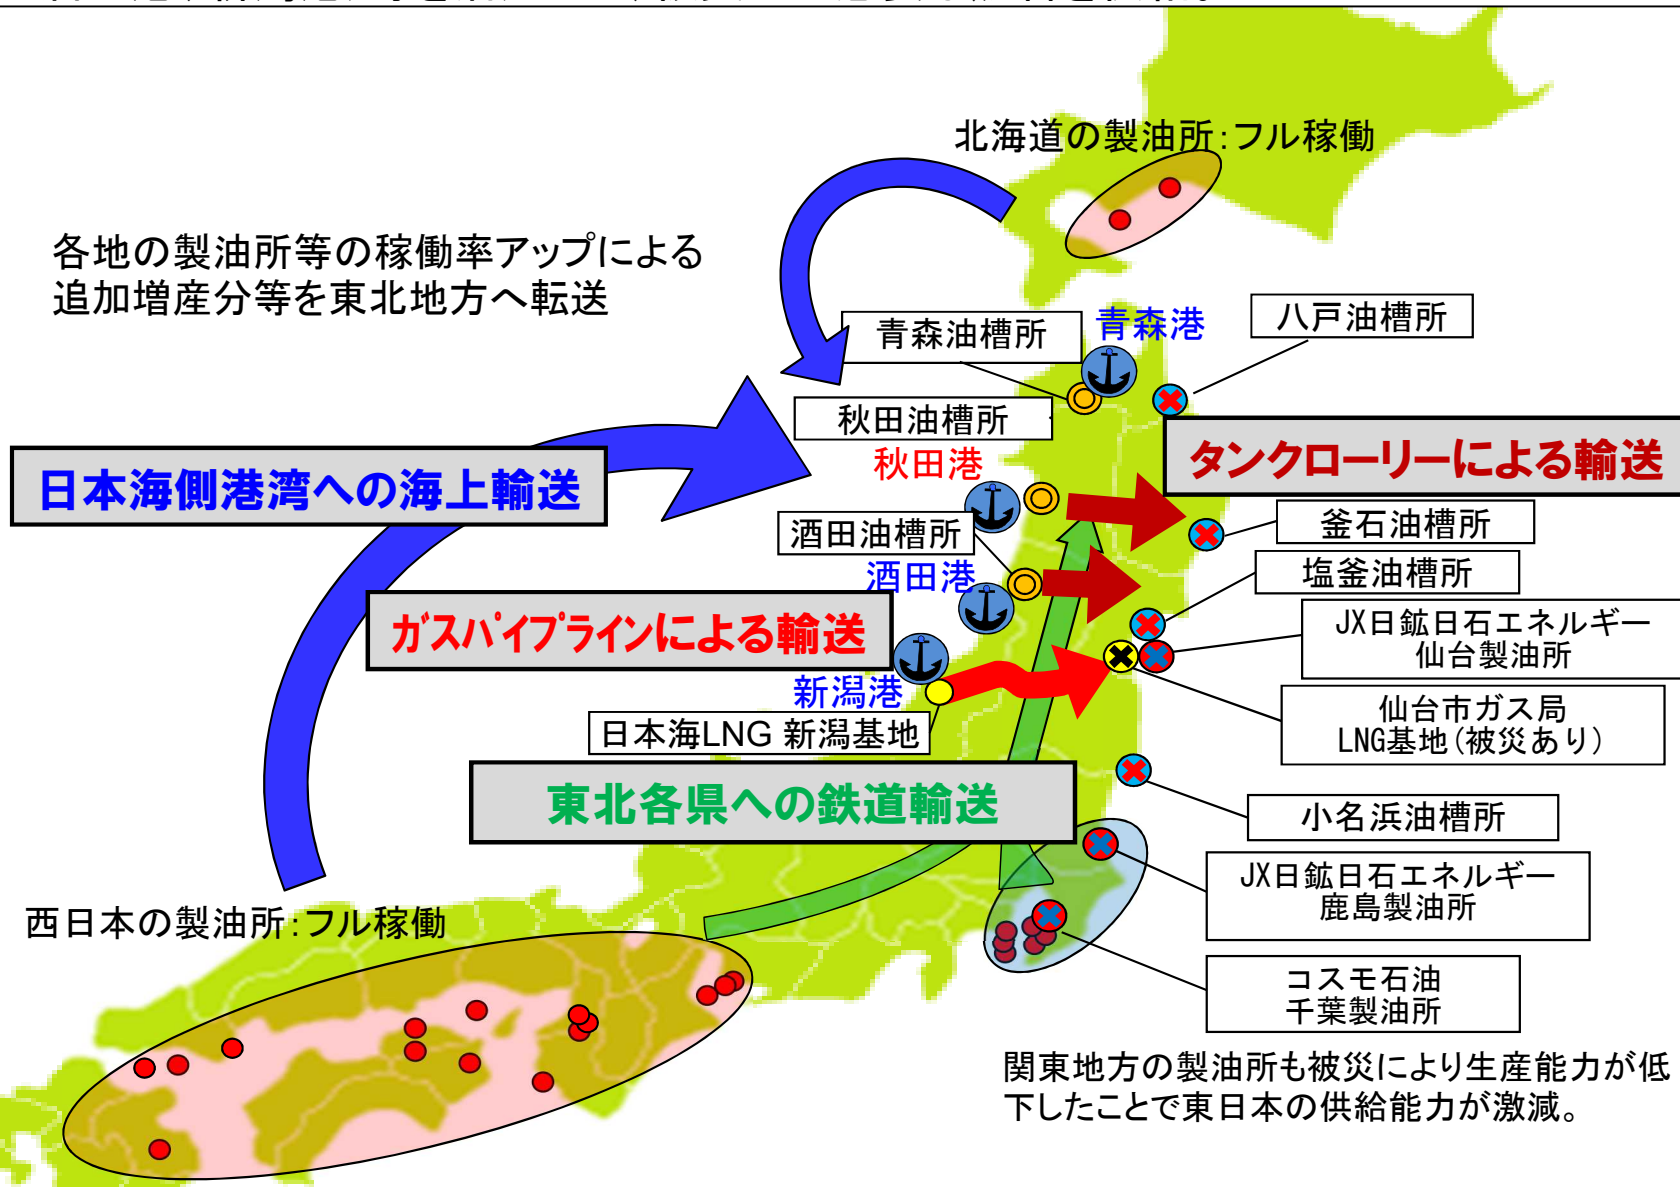 北海道の製油所：フル稼働
各地の製油所等の稼働率アップによる
追加増産分等を東北地方へ転送
青森油槽所
青森港
八戸油槽所
秋田油槽所
秋田港
タンクローリーによる輸送
日本海側港湾への海上輸送
釜石油槽所
酒田油槽所
酒田港
塩釜油槽所
ガスパイプラインによる輸送
JX日鉱日石エネルギー
仙台製油所
新潟港
仙台市ガス局
LNG基地（被災あり）
日本海LNG 新潟基地
東北各県への鉄道輸送
小名浜油槽所
JX日鉱日石エネルギー
鹿島製油所
西日本の製油所：フル稼働
コスモ石油
千葉製油所
関東地方の製油所も被災により生産能力が低
下したことで東日本の供給能力が激減。